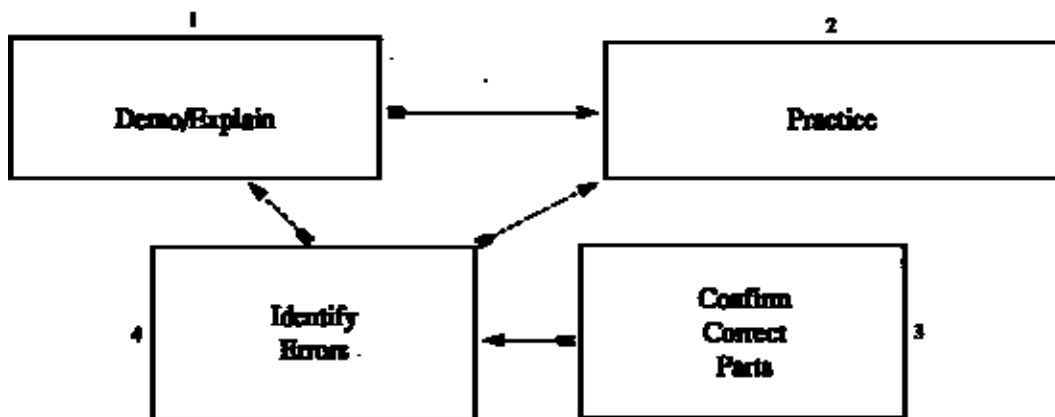 1
2
Demo/Explain
Practice
4
Identify
Errors
Confirm
Correct
Parts
3